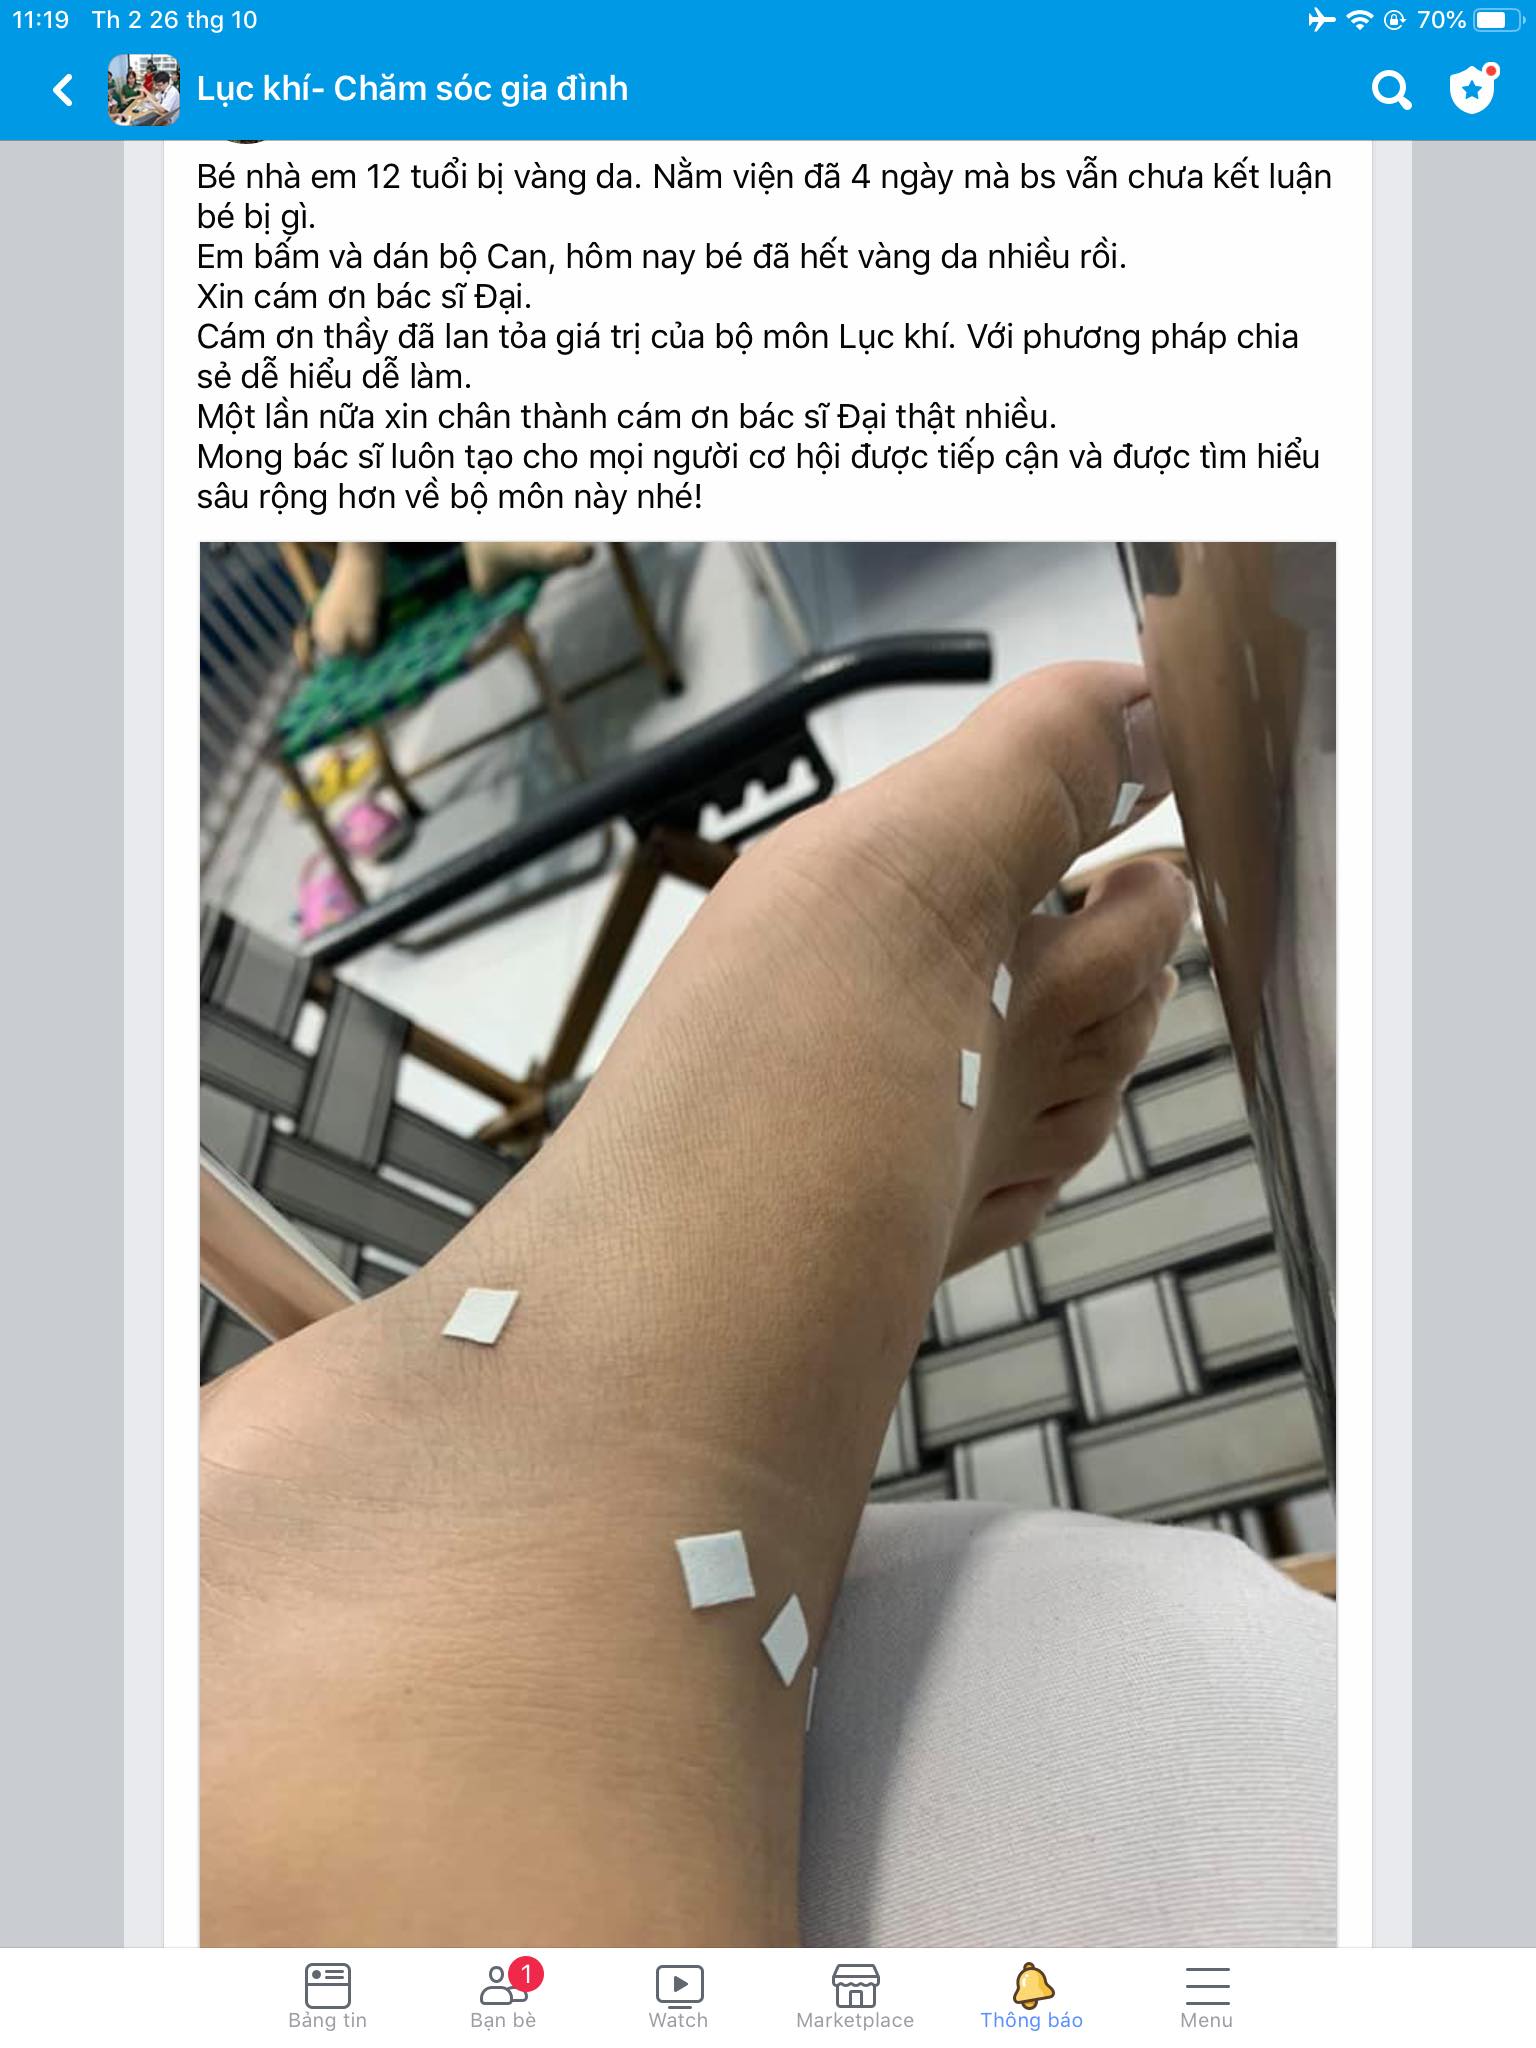 11:19 Th 2 26 thg 10 70%
Lục khí- Chăm sóc gia đình
Bé nhà em 12 tuổi bị vàng da. Nằm viện đã 4 ngày mà bs vẫn chưa kết luận
bé bị gì.
Em bấm và dán bộ Can, hôm nay bé đã hết vàng da nhiều rồi.
Xin cám ơn bác sĩ Đại.
Cám ơn thầy đã lan tỏa giá trị của bộ môn Lục khí. Với phương pháp chia
sẻ dễ hiểu dễ làm.
Một lần nữa xin chân thành cám ơn bác sĩ Đại thật nhiều.
Mong bác sĩ luôn tạo cho mọi người cơ hội được tiếp cận và được tìm hiểu
sâu rộng hơn về bộ môn này nhé!
1
Bảng tin Bạn bè Watch Marketplace Thông báo Menu